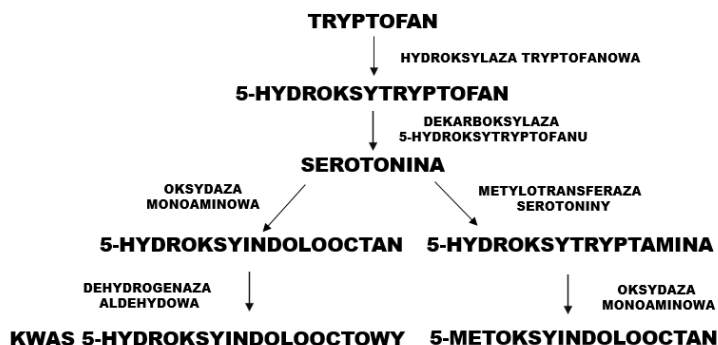 TRYPTOFAN
HYDROKSYLAZA TRYPTOFANOWA
5-HYDROKSYTRYPTOFAN
DEKARBOKSYLAZA
5-HYDROKSYTRYPTOFANU
SEROTONINA
OKSYDAZA
MONOAMINOWA
METYLOTRANSFERAZA
SEROTONINY
5-HYDROKSYINDOLOOCTAN
5-HYDROKSYTRYPTAMINA
DEHYDROGENAZA
ALDEHYDOWA
OKSYDAZA
MONOAMINOWA
KWAS 5-HYDROKSYINDOLOOCTOWY
5-METOKSYINDOLOOCTAN